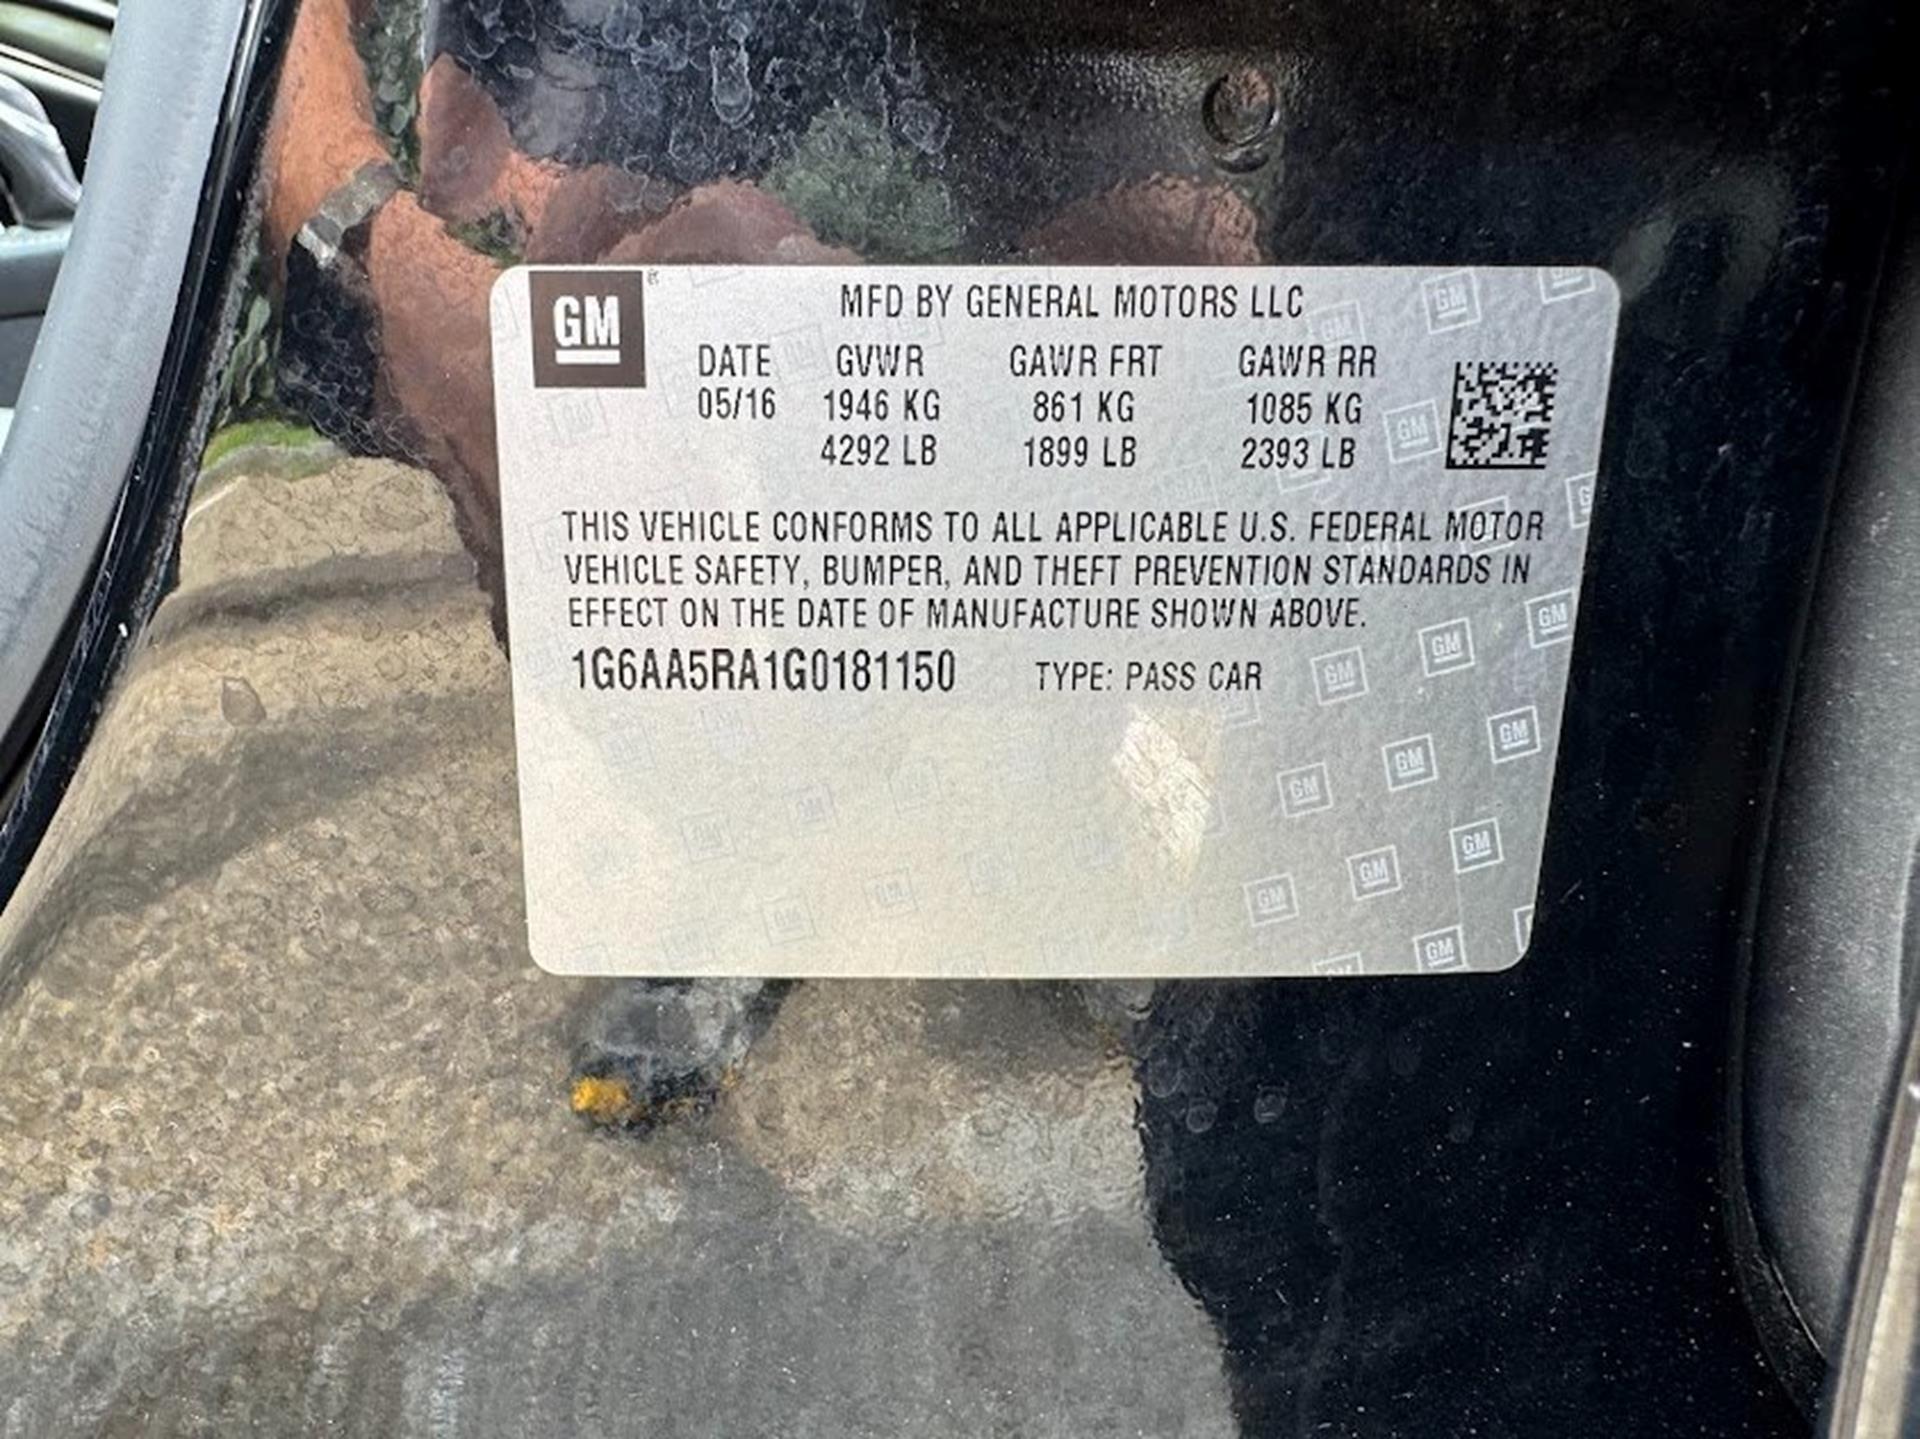 GM
MFD BY GENERAL MOTORS LLC
DATE GVWR GAWR FRT GAWR RR
05/16 1946 KG 861 KG 1085 KG
4292 LB 1899 LB 2393 LB
THIS VEHICLE CONFORMS TO ALL APPLICABLE U.S. FEDERAL MOTOR
VEHICLE SAFETY, BUMPER, AND THEFT PREVENTION STANDARDS IN
EFFECT ON THE DATE OF MANUFACTURE SHOWN ABOVE.
1G6AA5RA1G0181150 TYPE: PASS CAR